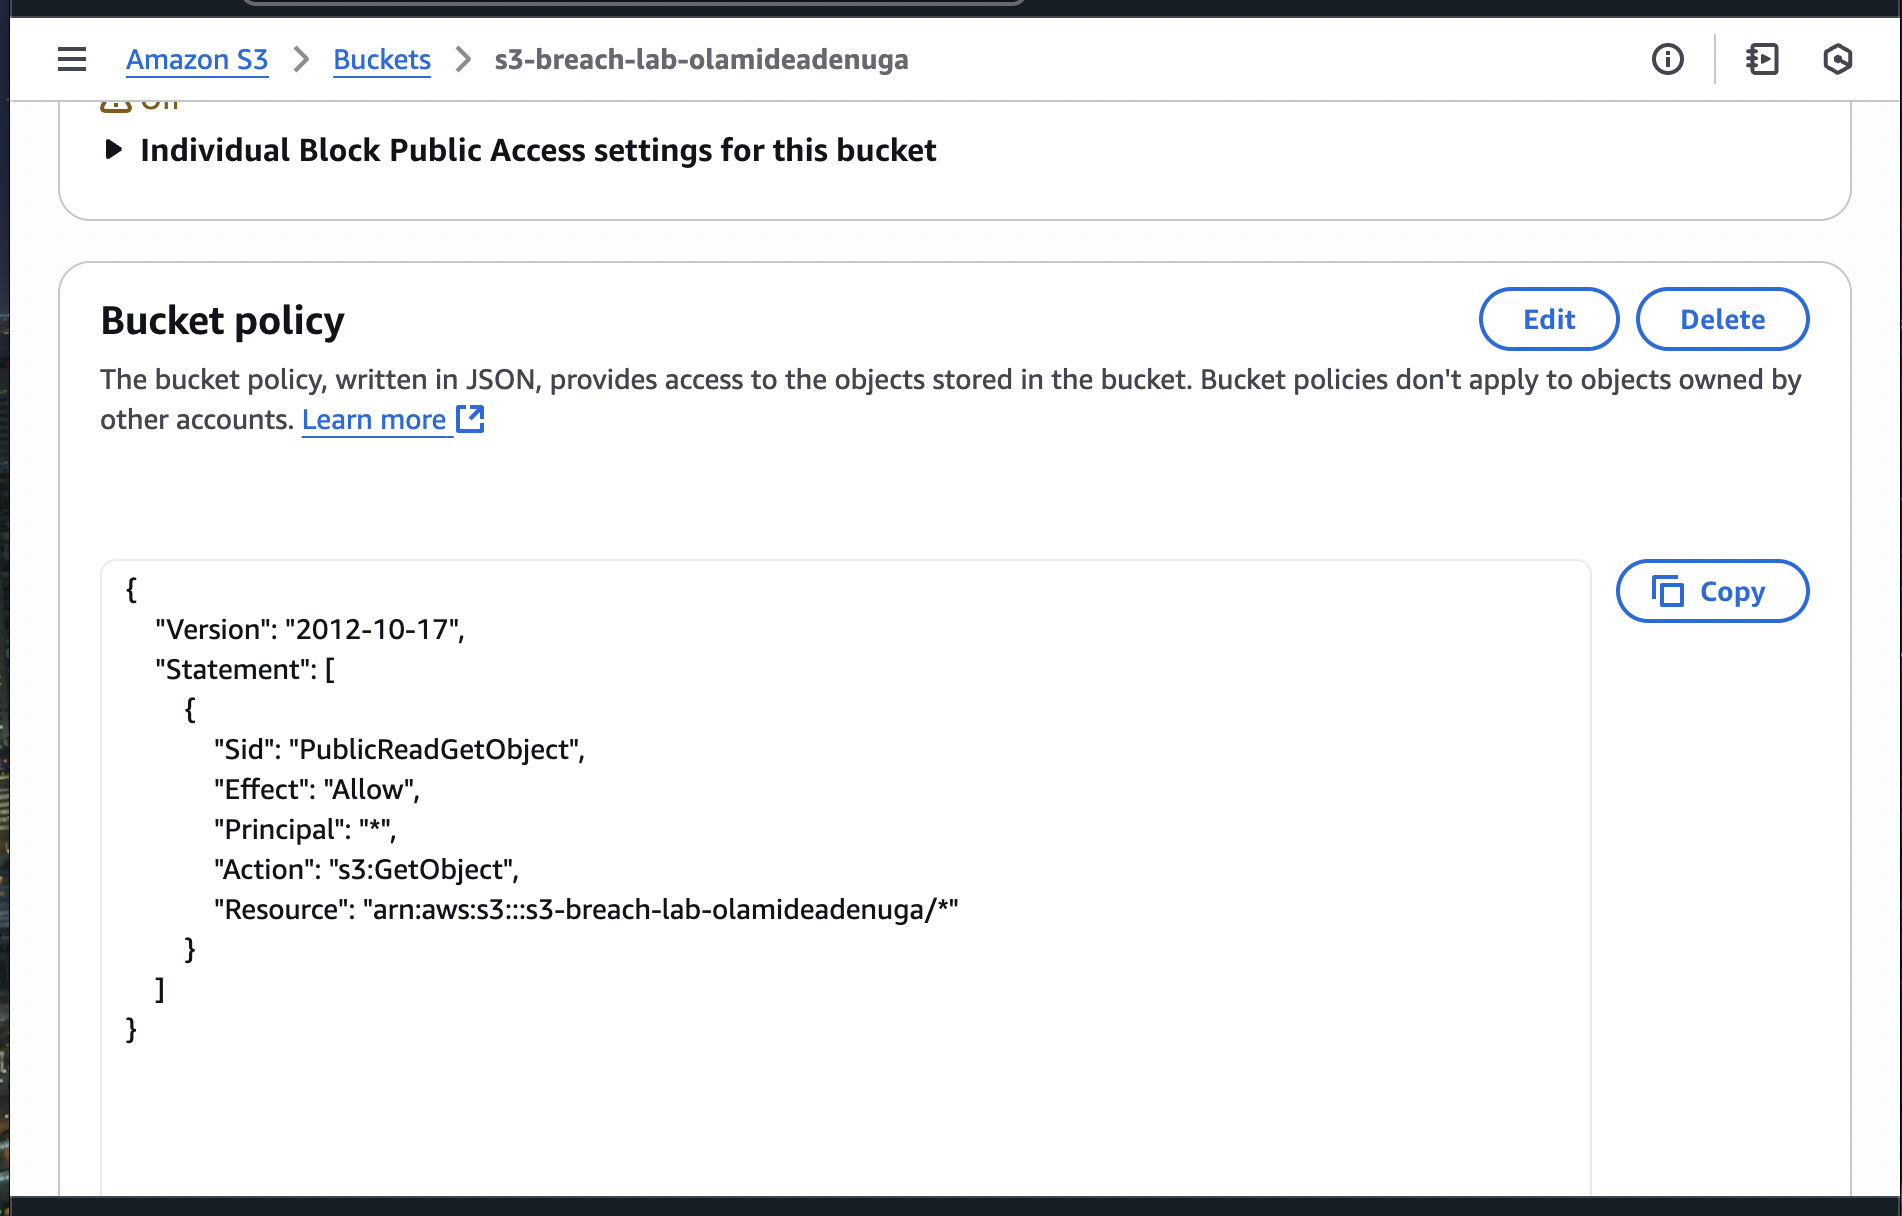 Amazon S3 > Buckets > s3-breach-lab-olamideadenuga
Off
Individual Block Public Access settings for this bucket
Bucket policy
Edit
Delete
The bucket policy, written in JSON, provides access to the objects stored in the bucket. Bucket policies don't apply to objects owned by
other accounts. Learn more
Copy
{
"Version": "2012-10-17",
"Statement": [
{
"Sid": "PublicReadGetObject",
"Effect": "Allow",
"Principal": "*",
"Action": "s3:GetObject",
"Resource": "arn:aws:s3:::s3-breach-lab-olamideadenuga/*"
}
]
}